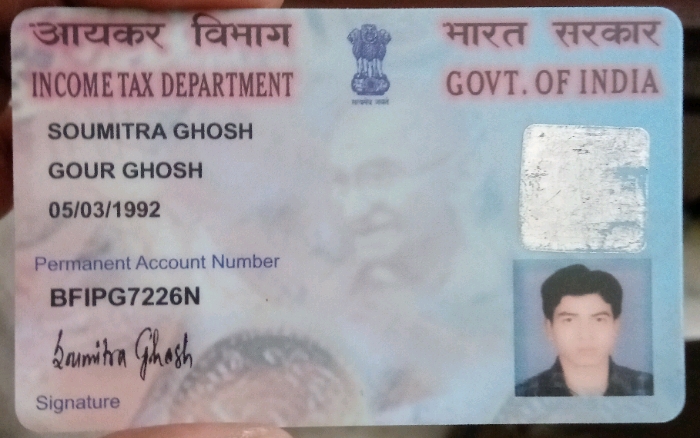 आयकर विभाग भारत सरकार
INCOME TAX DEPARTMENT GOVT. OF INDIA
सत्यमेव जयते
SOUMITRA GHOSH
GOUR GHOSH
05/03/1992
Permanent Account Number
BFIPG7226N
Soumitra Ghosh
Signature